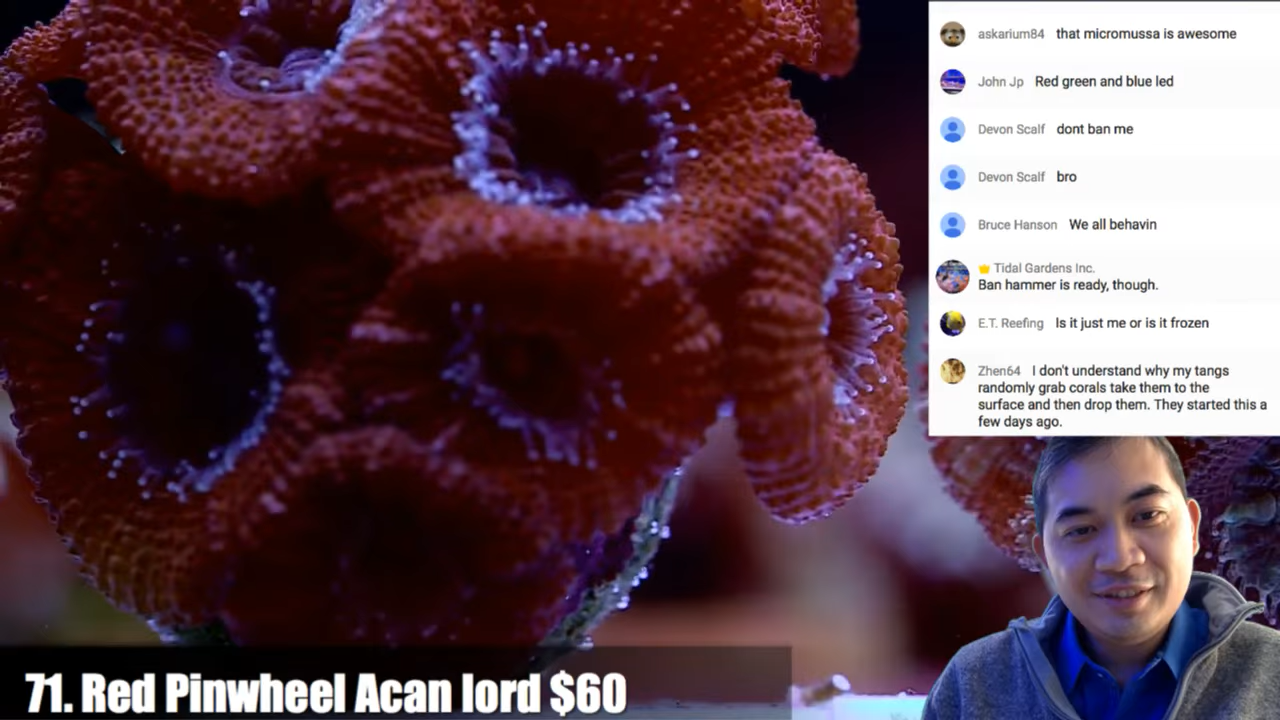 askarium84 that micromussa is awesome
John Jp Red green and blue led
Devon Scalf dont ban me
Devon Scalf bro
Bruce Hanson We all behavin
Tidal Gardens Inc.
Ban hammer is ready, though.
E.T. Reefing Is it just me or is it frozen
Zhen64 I don't understand why my tangs
randomly grab corals take them to the
surface and then drop them. They started this a
few days ago.
71. Red Pinwheel Acan lord $60